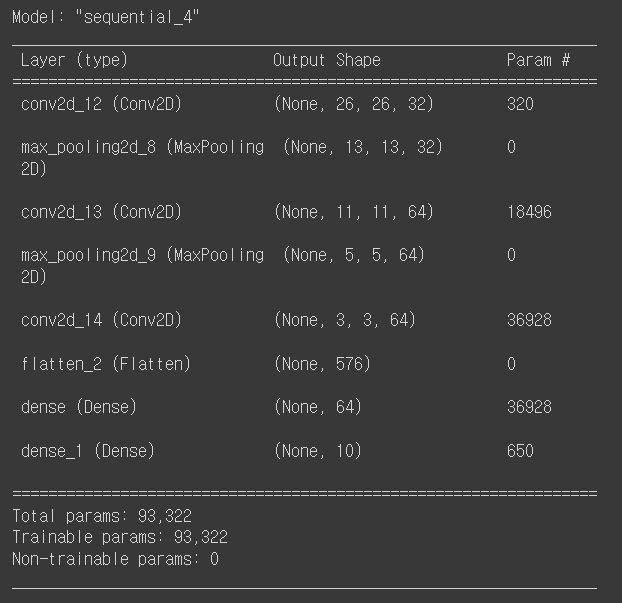 Model: "sequential_4"
_________________________________________________________________
Layer (type) Output Shape Param #
=================================================================
conv2d_12 (Conv2D) (None, 26, 26, 32) 320
max_pooling2d_8 (MaxPooling (None, 13, 13, 32) 0
2D)
conv2d_13 (Conv2D) (None, 11, 11, 64) 18496
max_pooling2d_9 (MaxPooling (None, 5, 5, 64) 0
2D)
conv2d_14 (Conv2D) (None, 3, 3, 64) 36928
flatten_2 (Flatten) (None, 576) 0
dense (Dense) (None, 64) 36928
dense_1 (Dense) (None, 10) 650
=================================================================
Total params: 93,322
Trainable params: 93,322
Non-trainable params: 0
_________________________________________________________________